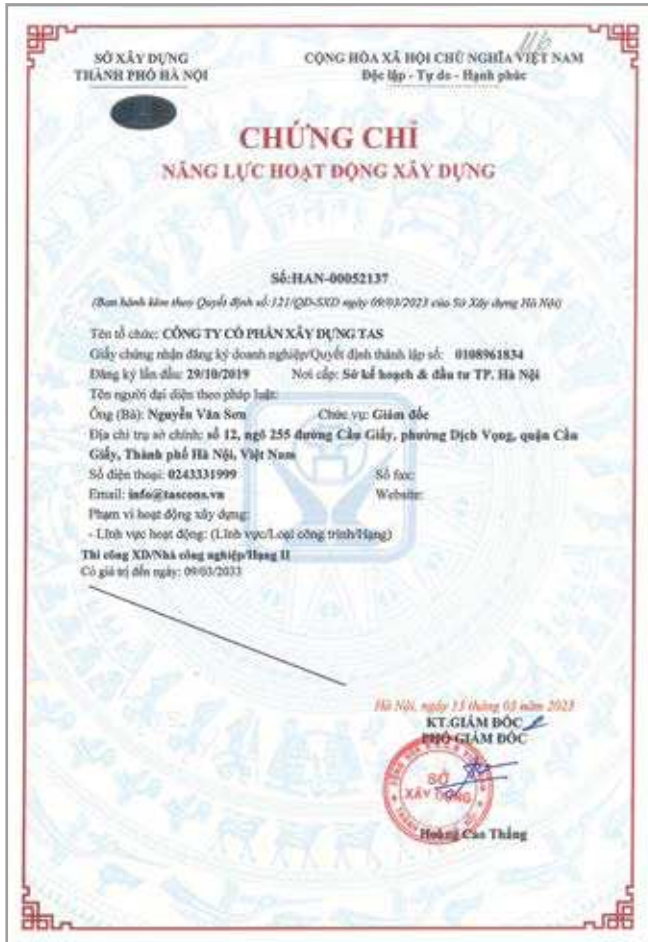 SỞ XÂY DỰNG
THÀNH PHỐ HÀ NỘI
CỘNG HÒA XÃ HỘI CHỦ NGHĨA VIỆT NAM
Độc lập - Tự do - Hạnh phúc
CHỨNG CHỈ
NĂNG LỰC HOẠT ĐỘNG XÂY DỰNG
Số:HAN-00052137
(Ban hành kèm theo Quyết định số:121/QĐ-SXD ngày 09/03/2023 của Sở Xây dựng Hà Nội)
Tên tổ chức: CÔNG TY CỔ PHẦN XÂY DỰNG TAS
Giấy chứng nhận đăng ký doanh nghiệp/Quyết định thành lập số: 0108961834
Đăng ký lần đầu: 29/10/2019 Nơi cấp: Sở kế hoạch & đầu tư TP. Hà Nội
Tên người đại diện theo pháp luật:
Ông (Bà): Nguyễn Văn Sơn Chức vụ: Giám đốc
Địa chỉ trụ sở chính: số 12, ngõ 255 đường Cầu Giấy, phường Dịch Vọng, quận Cầu
Giấy, Thành phố Hà Nội, Việt Nam
Số điện thoại: 0243331999 Số fax:
Email: info@tascons.vn Website:
Phạm vi hoạt động xây dựng:
- Lĩnh vực hoạt động: (Lĩnh vực/Loại công trình/Hạng)
Thi công XD/Nhà công nghiệp/Hạng II
Có giá trị đến ngày: 09/03/2033
Hà Nội, ngày 13 tháng 03 năm 2023
KT.GIÁM ĐỐC
PHÓ GIÁM ĐỐC
SỞ
XÂY DỰNG
Hoàng Cao Thắng